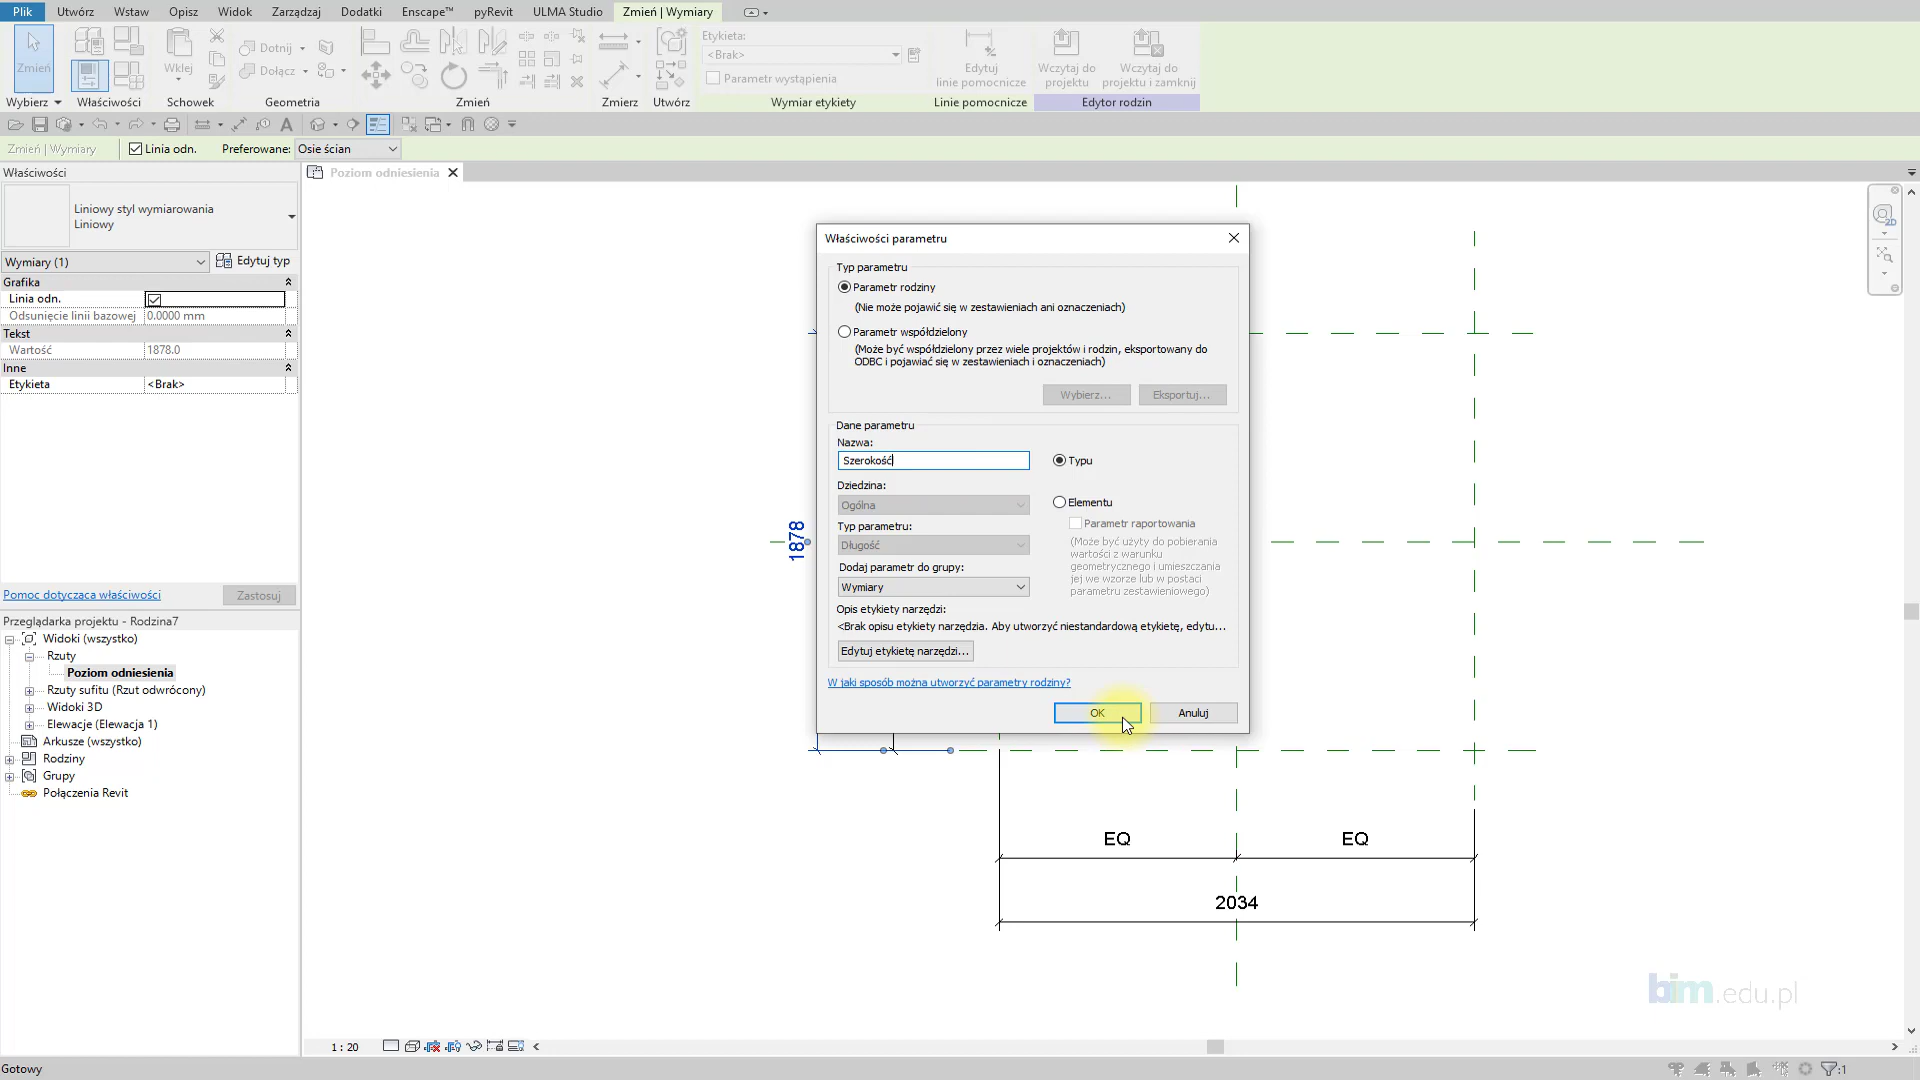 Plik Utwórz Wstaw Opisz Widok Zarządzaj Dodatki Enscape™ pyRevit ULMA Studio Zmień | Wymiary
Zmień
Wklej
Dotnij
Dołącz
Etykieta:
<Brak>
Parametr wystąpienia
Edytuj
linie pomocnicze
Wczytaj do
projektu
Wczytaj do
projektu i zamknij
Wybierz Właściwości Schowek Geometria Zmień Zmierz Utwórz Wymiar etykiety Linie pomocnicze Edytor rodzin
Zmień | Wymiary Linia odn. Preferowane: Osie ścian
Właściwości
Poziom odniesienia
Liniowy styl wymiarowania
Liniowy
Wymiary (1) Edytuj typ
Grafika
Linia odn.
Odsunięcie linii bazowej 0.0000 mm
Tekst
Wartość 1878.0
Inne
Etykieta <Brak>
Pomoc dotycząca właściwości Zastosuj
Przeglądarka projektu - Rodzina7
Widoki (wszystko)
Rzuty
Poziom odniesienia
Rzuty sufitu (Rzut odwrócony)
Widoki 3D
Elewacje (Elewacja 1)
Arkusze (wszystko)
Rodziny
Grupy
Połączenia Revit
Właściwości parametru
Typ parametru
Parametr rodziny
(Nie może pojawić się w zestawieniach ani oznaczeniach)
Parametr współdzielony
(Może być współdzielony przez wiele projektów i rodzin, eksportowany do
ODBC i pojawiać się w zestawieniach i oznaczeniach)
Wybierz... Eksportuj...
Dane parametru
Nazwa:
Szerokość
Typu
Dziedzina:
Ogólna
Elementu
Typ parametru:
Parametr raportowania
Długość
(Może być użyty do pobierania
wartości z warunku
geometrycznego i umieszczania
jej we wzorze lub w postaci
parametru zestawieniowego)
Dodaj parametr do grupy:
Wymiary
Opis etykiety narzędzi:
<Brak opisu etykiety narzędzia. Aby utworzyć niestandardową etykietę, edytu...
Edytuj etykietę narzędzi...
W jaki sposób można utworzyć parametry rodziny?
OK Anuluj
1878
EQ EQ
2034
2D
bim.edu.pl
1 : 20
Gotowy
:1